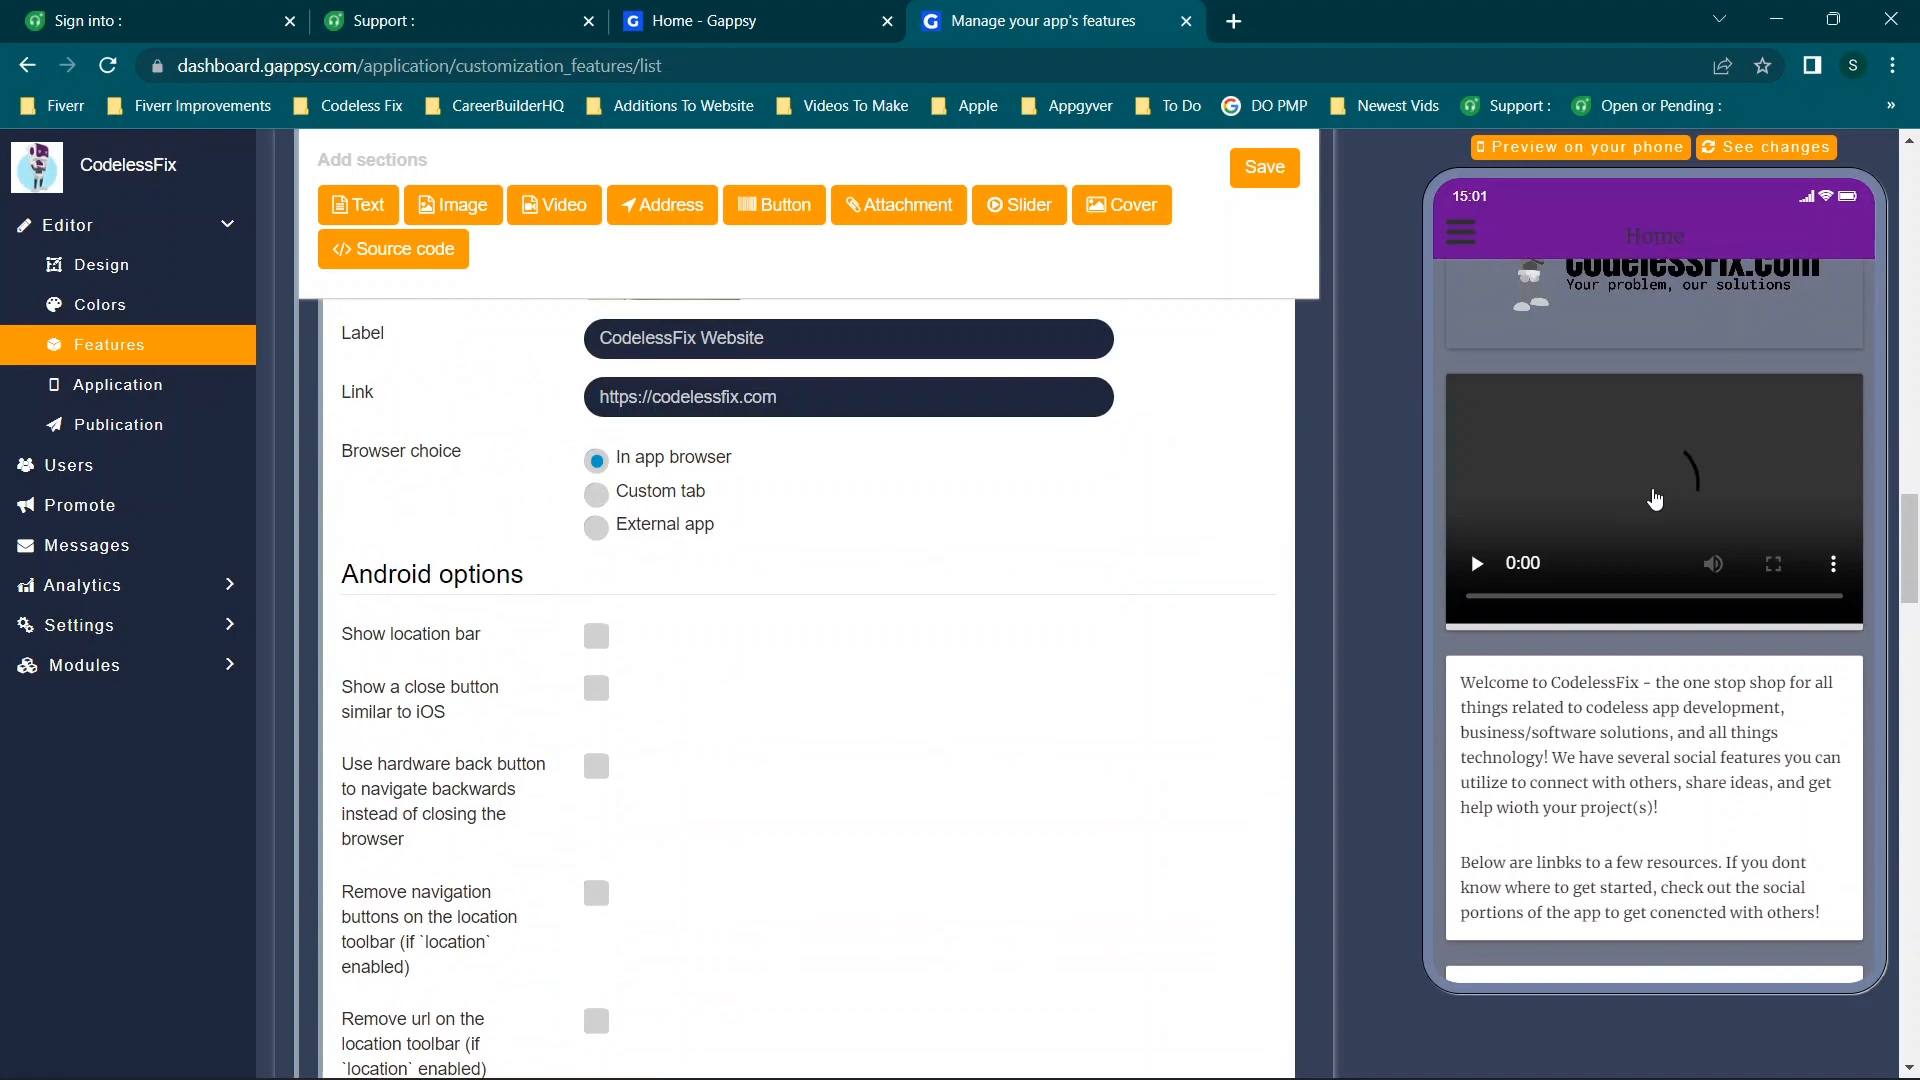 Sign into :
Support :
Home - Gappsy
Manage your app's features
dashboard.gappsy.com/application/customization_features/list
S
Fiverr
Fiverr Improvements
Codeless Fix
CareerBuilderHQ
Additions To Website
Videos To Make
Apple
Appgyver
To Do
DO PMP
Newest Vids
Support :
Open or Pending :
»
CodelessFix
Editor
Design
Colors
Features
Application
Publication
Users
Promote
Messages
Analytics
Settings
Modules
Add sections
Save
Text
Image
Video
Address
Button
Attachment
Slider
Cover
</> Source code
Label
CodelessFix Website
Link
https://codelessfix.com
Browser choice
In app browser
Custom tab
External app
Android options
Show location bar
Show a close button
similar to iOS
Use hardware back button
to navigate backwards
instead of closing the
browser
Remove navigation
buttons on the location
toolbar (if `location`
enabled)
Remove url on the
location toolbar (if
`location` enabled)
Preview on your phone
See changes
15:01
Home
CodelessFix.com
Your problem, our solutions
0:00
Welcome to CodelessFix - the one stop shop for all
things related to codeless app development,
business/software solutions, and all things
technology! We have several social features you can
utilize to connect with others, share ideas, and get
help wioth your project(s)!
Below are linbks to a few resources. If you dont
know where to get started, check out the social
portions of the app to get conencted with others!